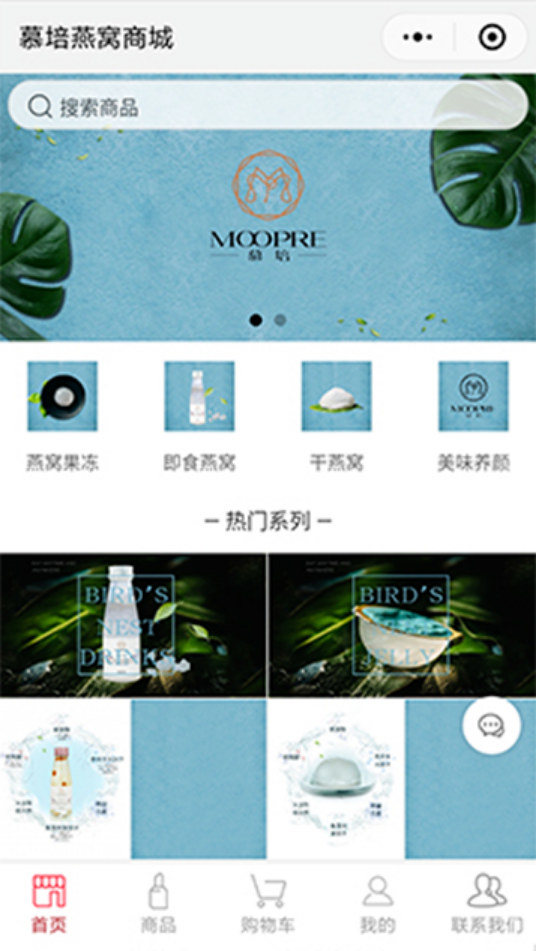 慕培燕窝商城
搜索商品
MOOPRE
慕培
燕窝果冻
即食燕窝
干燕窝
MOOPRE
美味养颜
热门系列
BIRD'S
NEST
DRINKS
BIRD'S
JELLY
首页
商品
购物车
我的
联系我们